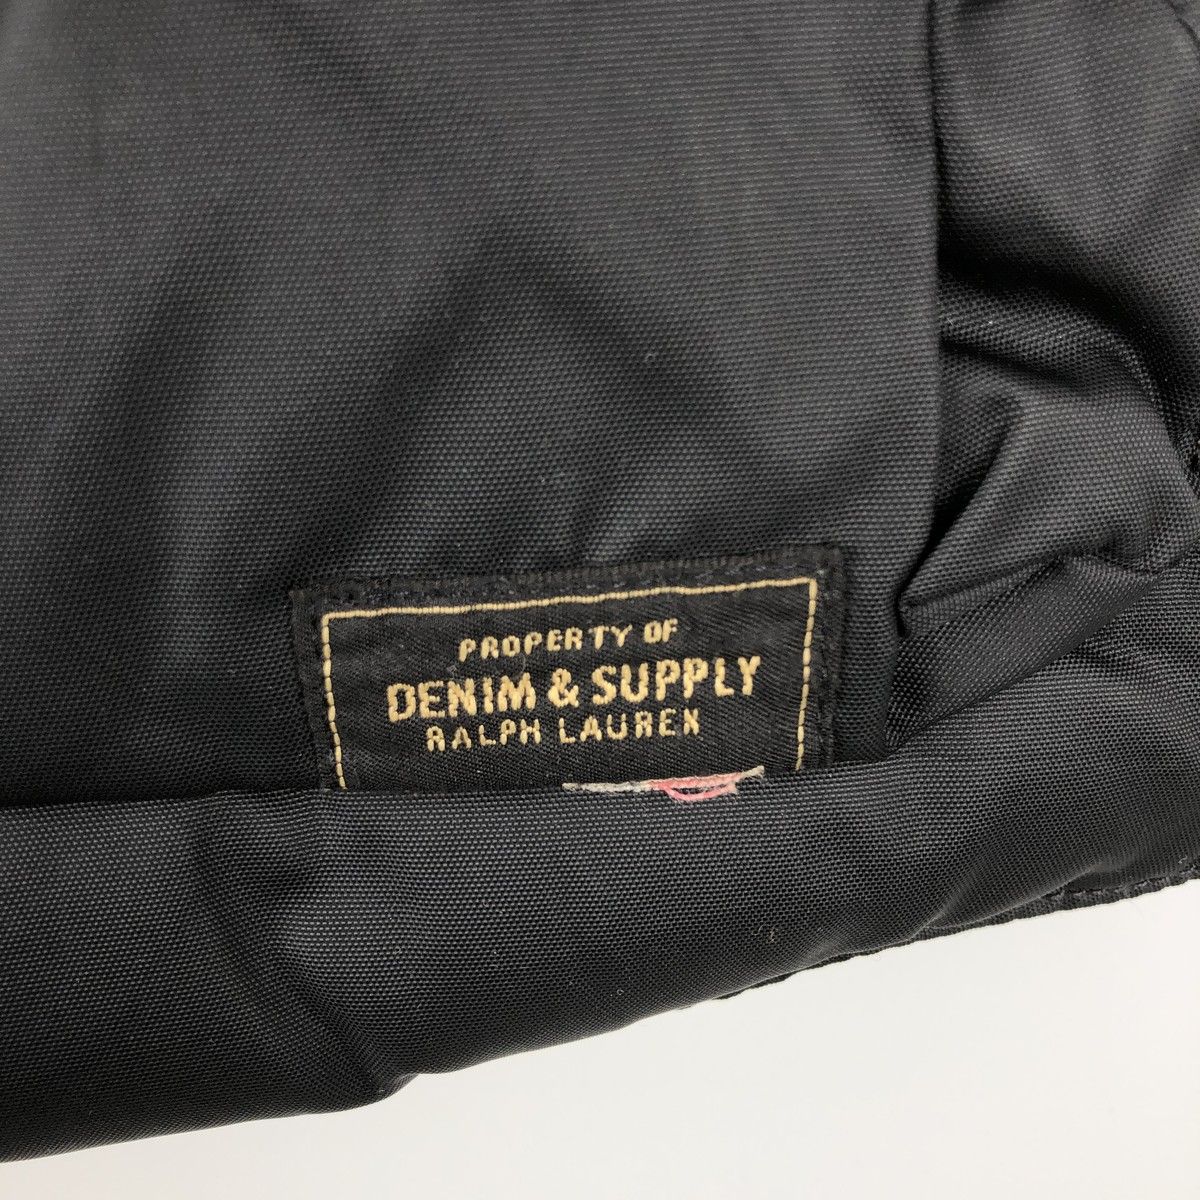 PROPERTY OF
DENIM & SUPPLY
RALPH LAUREN